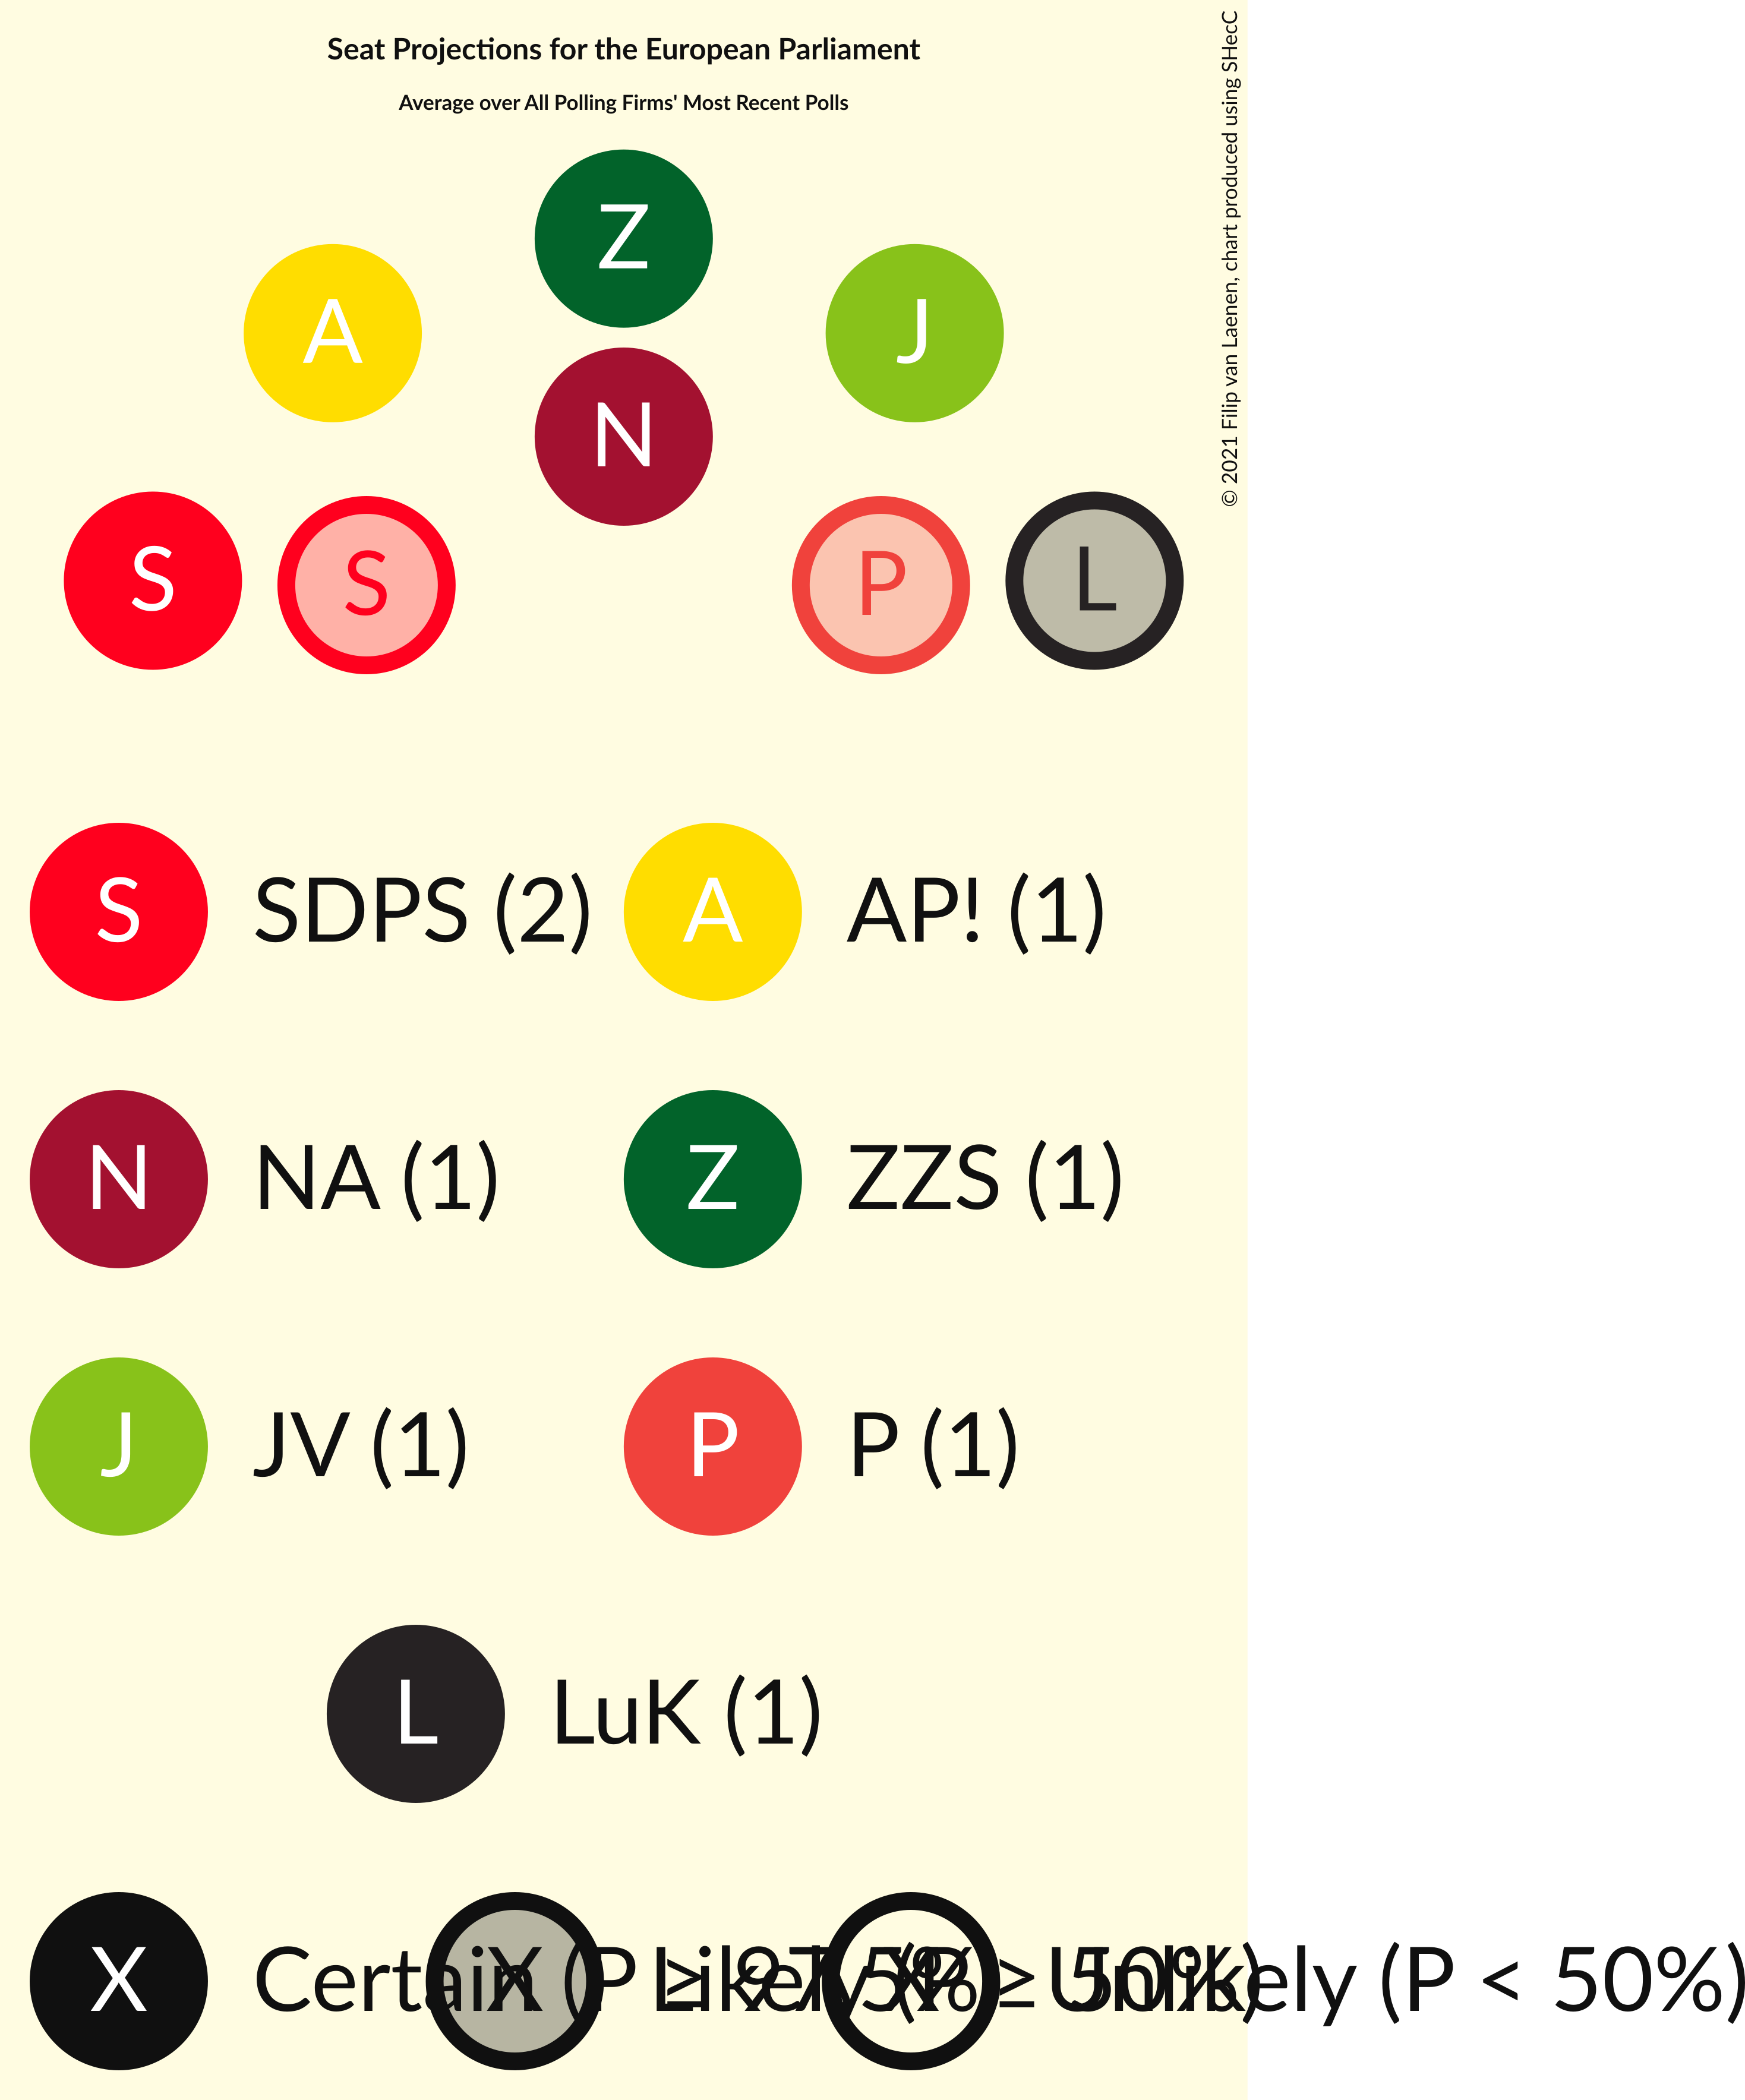 Seat Projections for the European Parliament
Average over All Polling Firms' Most Recent Polls
© 2021 Filip van Laenen, chart produced using SHecC
Z
A
J
N
S
S
P
L
S SDPS (2)
A AP! (1)
N NA (1)
Z ZZS (1)
J JV (1)
P P (1)
L LuK (1)
X Certain (P ≥ 97.5%)
X Likely (P ≥ 50%)
X Unlikely (P < 50%)